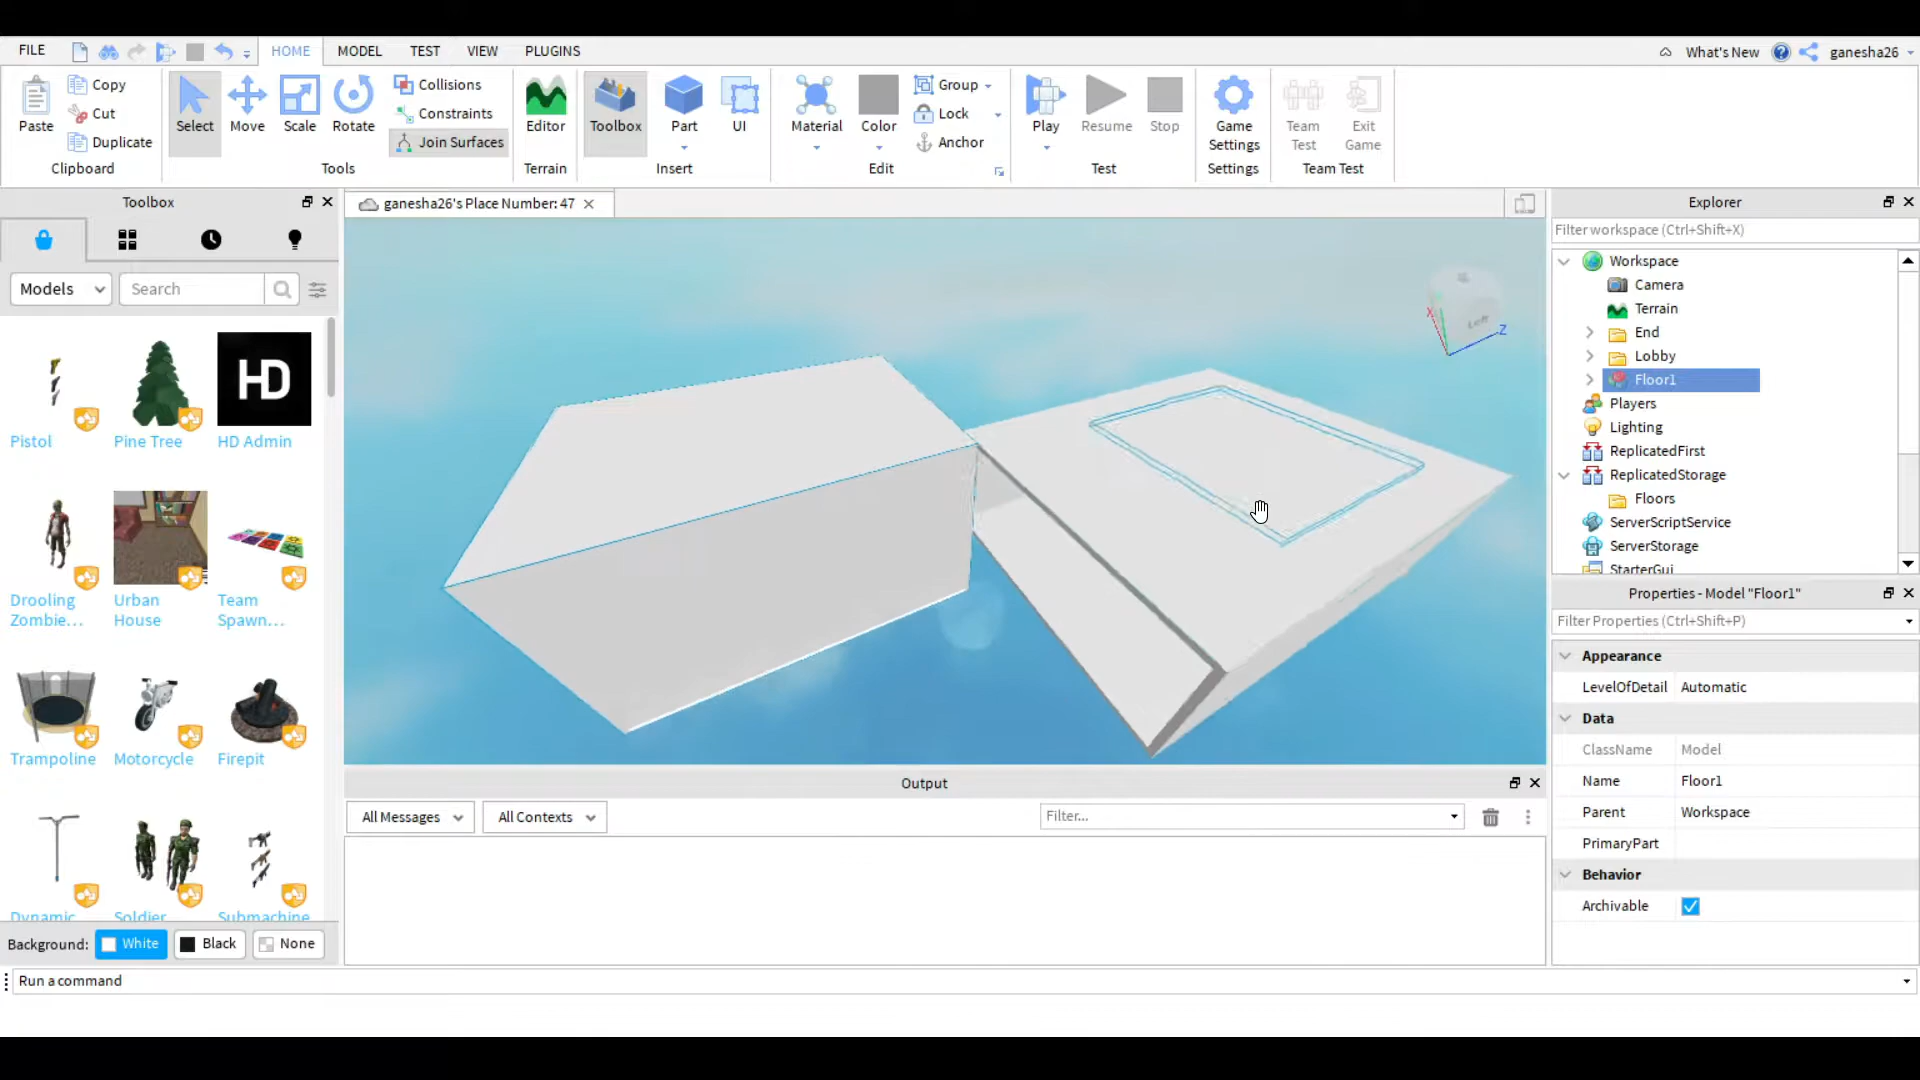 FILE HOME MODEL TEST VIEW PLUGINS What's New ganesha26
Paste Copy Cut Duplicate Select Move Scale Rotate Collisions Constraints Join Surfaces Editor Toolbox Part UI Material Color Group Lock Anchor Play Resume Stop Game Settings Team Test Exit Game
Clipboard Tools Terrain Insert Edit Test Settings Team Test
Toolbox
ganesha26's Place Number: 47
Models Search
HD
Pistol Pine Tree HD Admin
Drooling Zombie... Urban House Team Spawn...
Trampoline Motorcycle Firepit
Dynamic Soldier Submachine
Background: White Black None
X Z Left
Output
All Messages All Contexts Filter...
Explorer
Filter workspace (Ctrl+Shift+X)
Workspace
Camera
Terrain
End
Lobby
Floor1
Players
Lighting
ReplicatedFirst
ReplicatedStorage
Floors
ServerScriptService
ServerStorage
StarterGui
Properties - Model "Floor1"
Filter Properties (Ctrl+Shift+P)
Appearance
LevelOfDetail Automatic
Data
ClassName Model
Name Floor1
Parent Workspace
PrimaryPart
Behavior
Archivable
Run a command